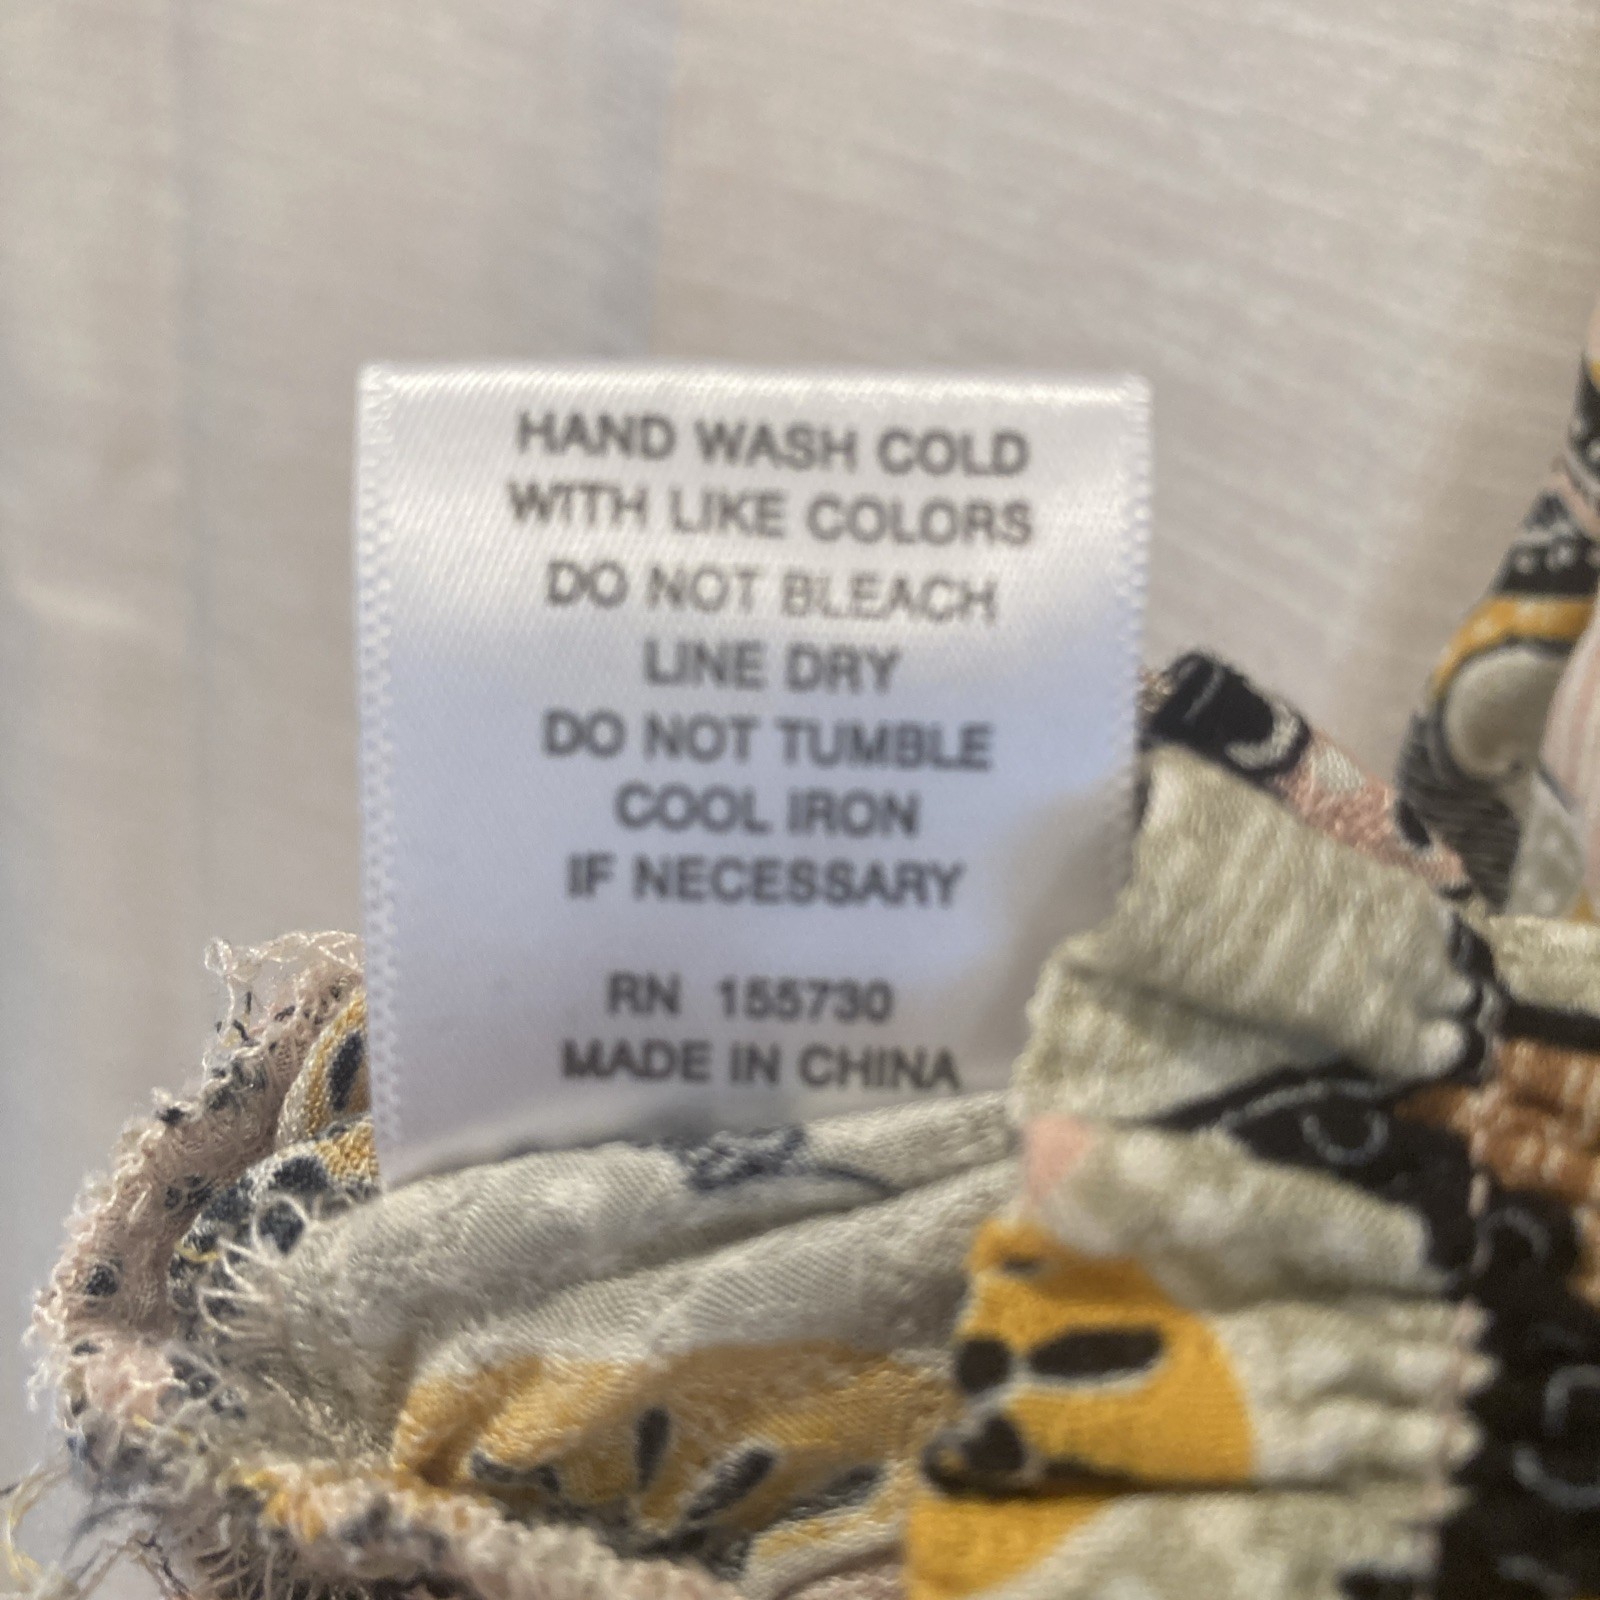 HAND WASH COLD
WITH LIKE COLORS
DO NOT BLEACH
LINE DRY
DO NOT TUMBLE
COOL IRON
IF NECESSARY
RN 155730
MADE IN CHINA